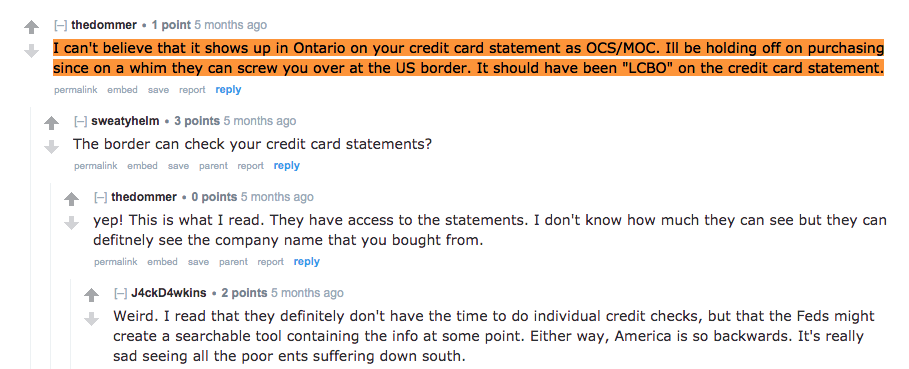 [–] thedommer • 1 point 5 months ago
I can't believe that it shows up in Ontario on your credit card statement as OCS/MOC. Ill be holding off on purchasing
since on a whim they can screw you over at the US border. It should have been "LCBO" on the credit card statement.
permalink embed save report reply
[–] sweatyhelm • 3 points 5 months ago
The border can check your credit card statements?
permalink embed save parent report reply
[–] thedommer • 0 points 5 months ago
yep! This is what I read. They have access to the statements. I don't know how much they can see but they can
defitnely see the company name that you bought from.
permalink embed save parent report reply
[–] J4ckD4wkins • 2 points 5 months ago
Weird. I read that they definitely don't have the time to do individual credit checks, but that the Feds might
create a searchable tool containing the info at some point. Either way, America is so backwards. It's really
sad seeing all the poor ents suffering down south.